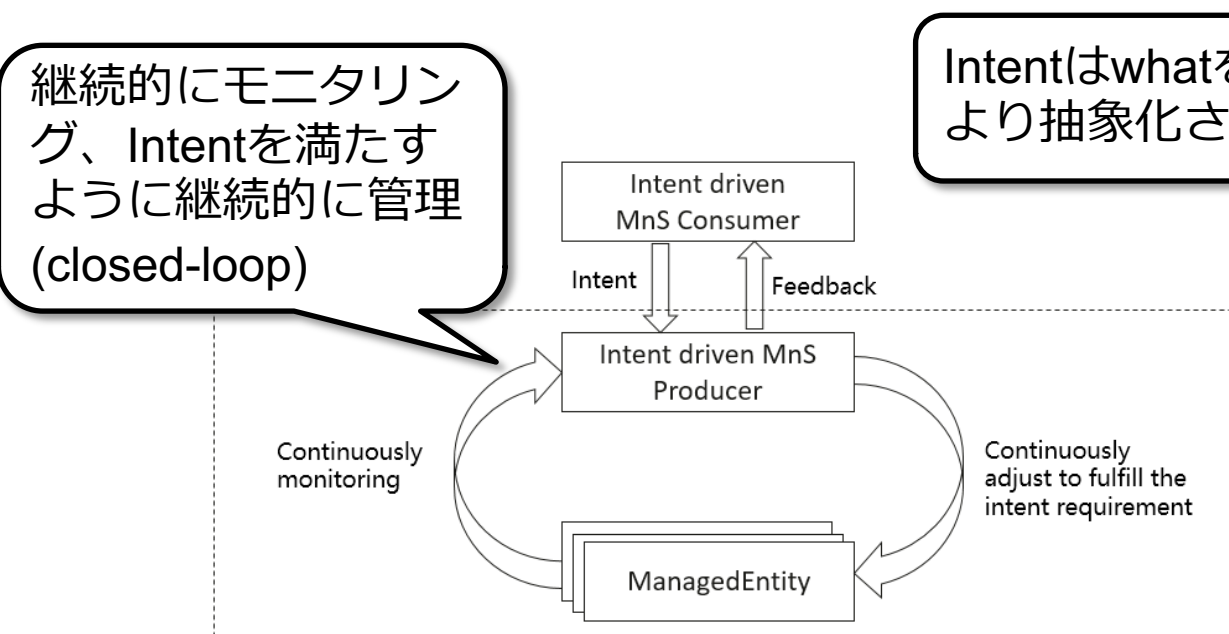 継続的にモニタリン
グ、Intentを満たす
ように継続的に管理
(closed-loop)
Intentはwhatを
より抽象化さ
Intent driven
MnS Consumer
Intent
Feedback
Intent driven MnS
Producer
Continuously
monitoring
Continuously
adjust to fulfill the
intent requirement
ManagedEntity